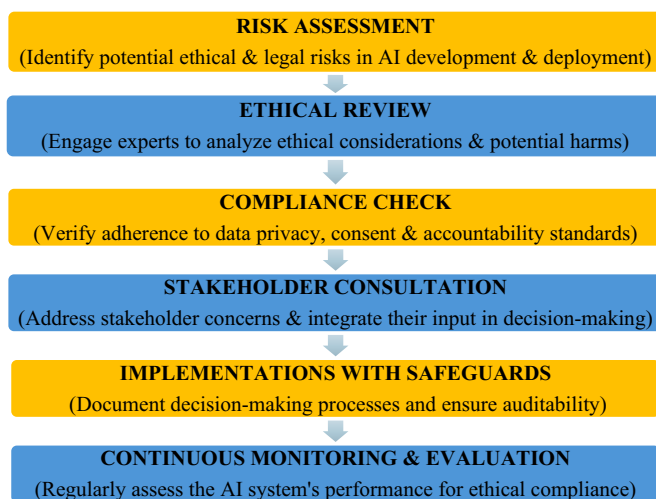 RISK ASSESSMENT
(Identify potential ethical & legal risks in AI development & deployment)
ETHICAL REVIEW
(Engage experts to analyze ethical considerations & potential harms)
COMPLIANCE CHECK
(Verify adherence to data privacy, consent & accountability standards)
STAKEHOLDER CONSULTATION
(Address stakeholder concerns & integrate their input in decision-making)
IMPLEMENTATIONS WITH SAFEGUARDS
(Document decision-making processes and ensure auditability)
CONTINUOUS MONITORING & EVALUATION
(Regularly assess the AI system's performance for ethical compliance)